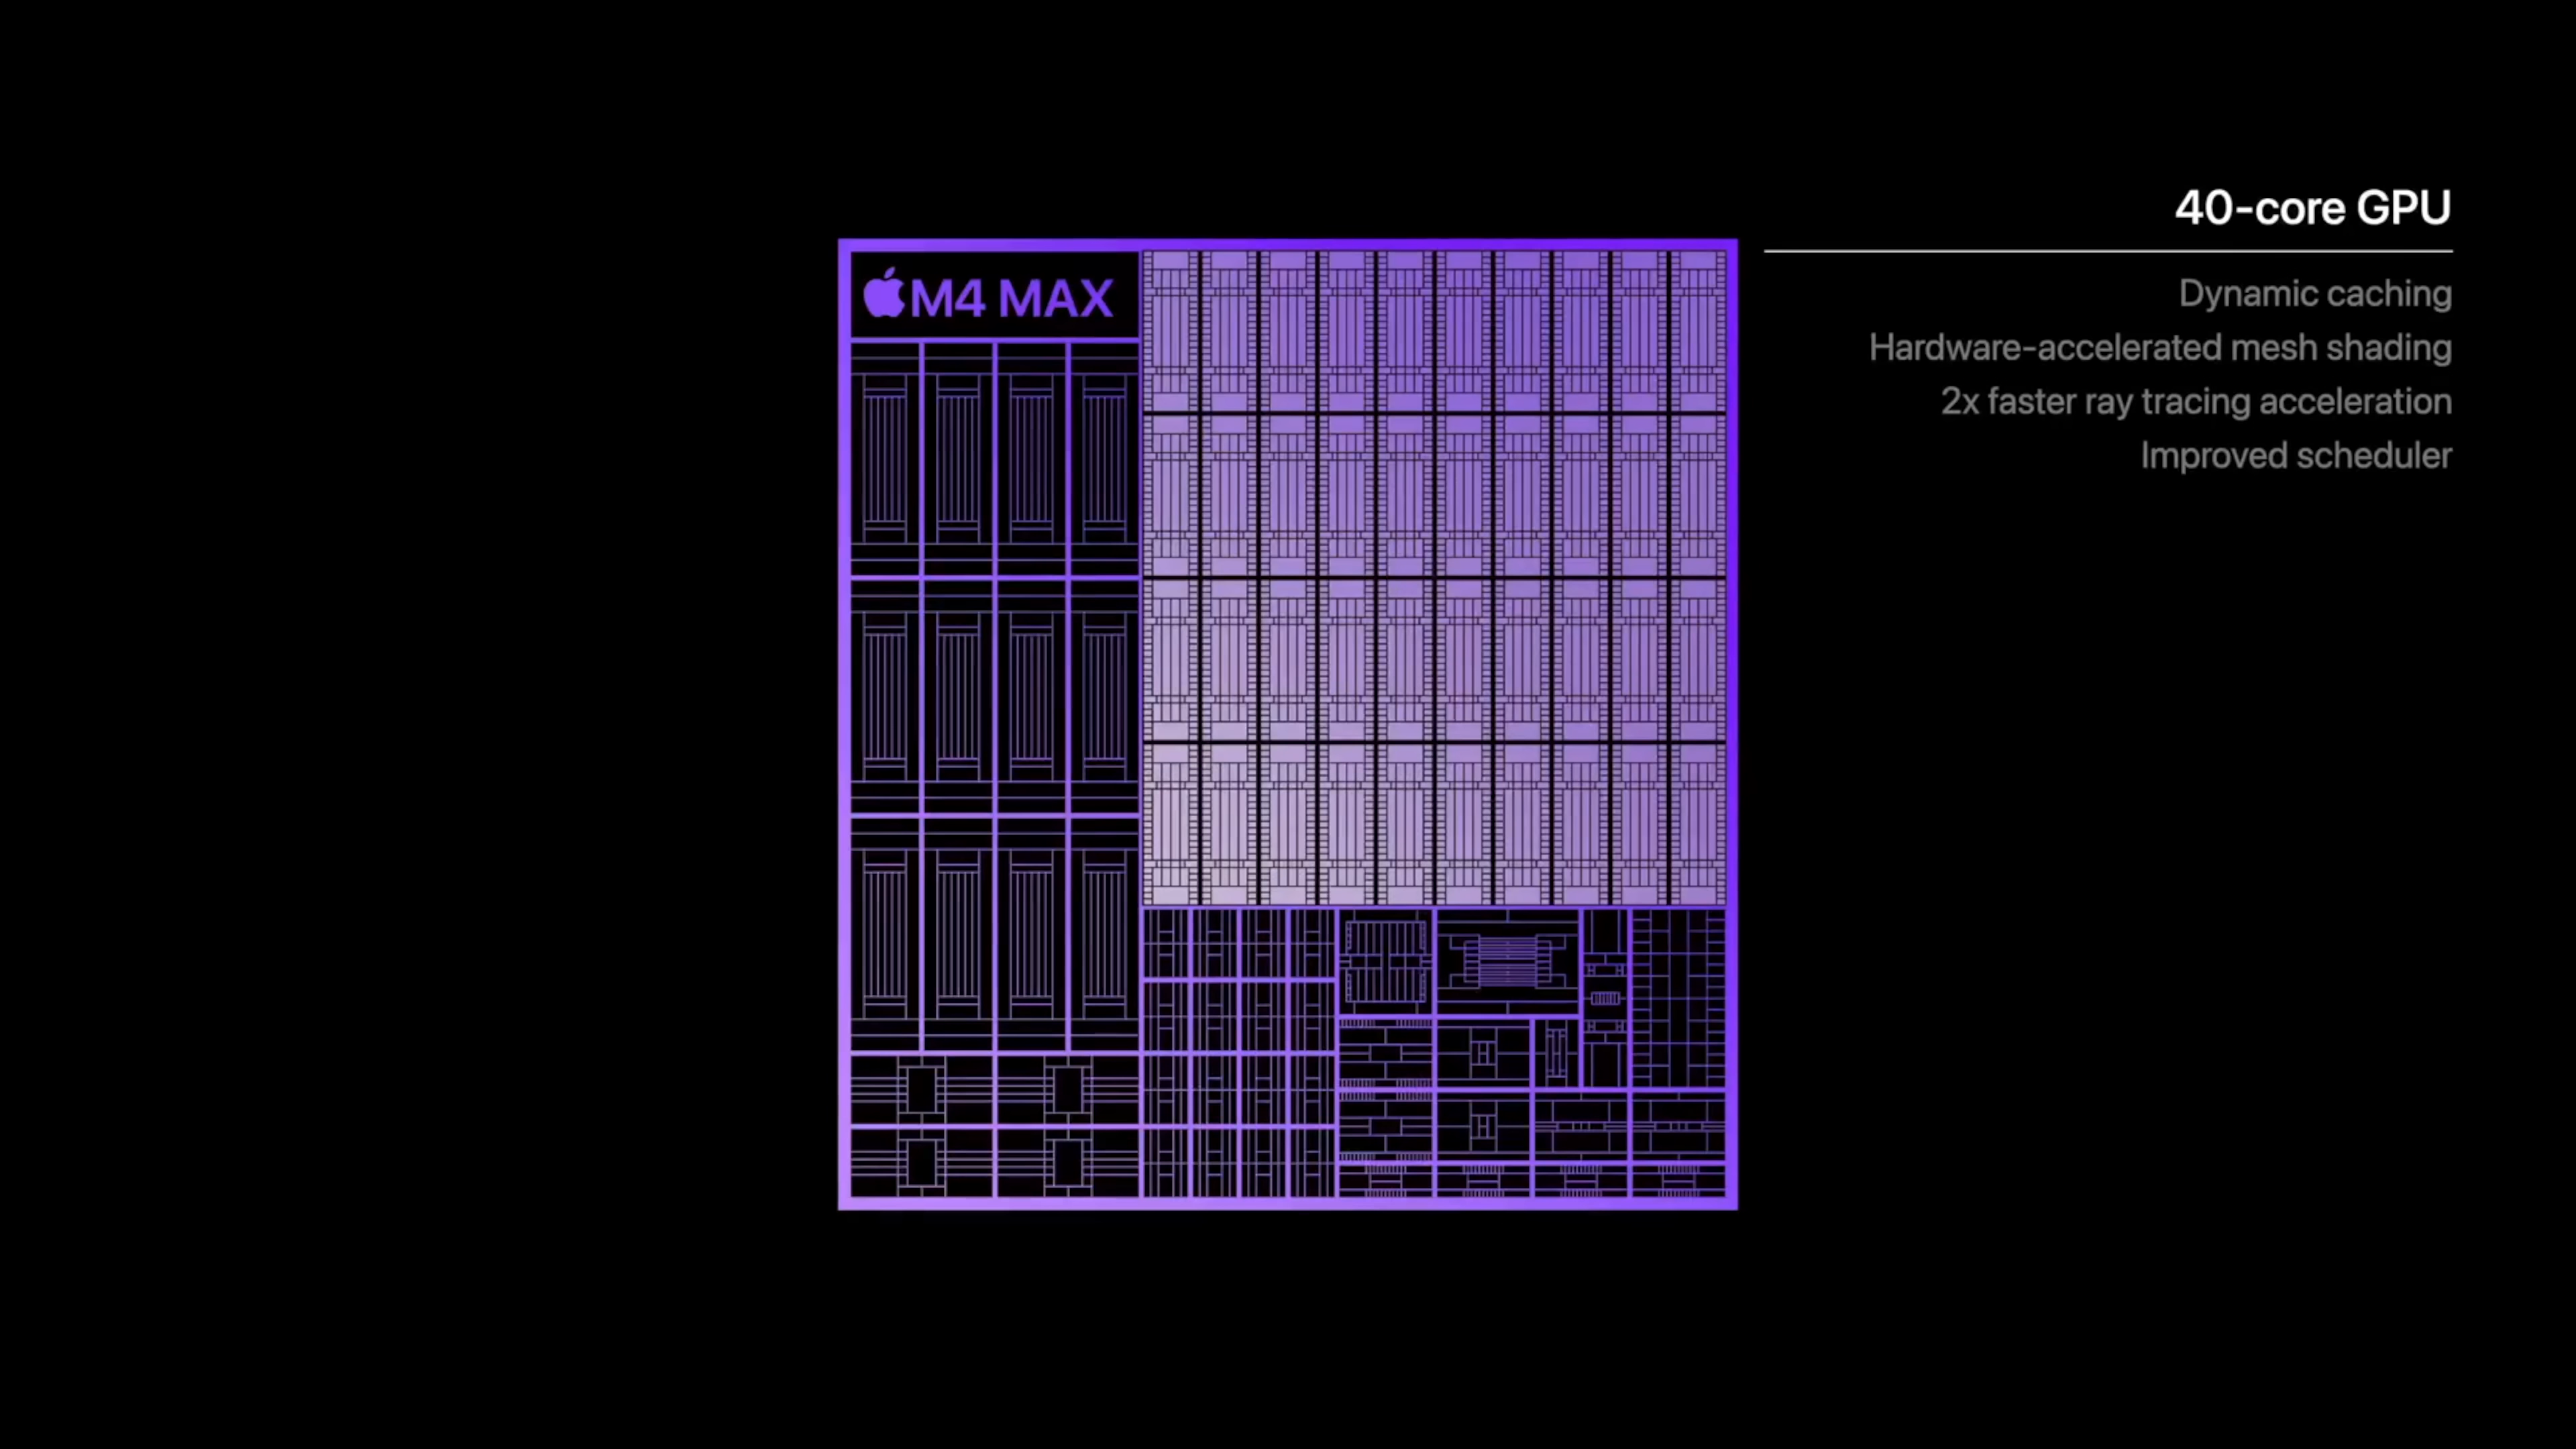 M4 MAX
40-core GPU
Dynamic caching
Hardware-accelerated mesh shading
2x faster ray tracing acceleration
Improved scheduler